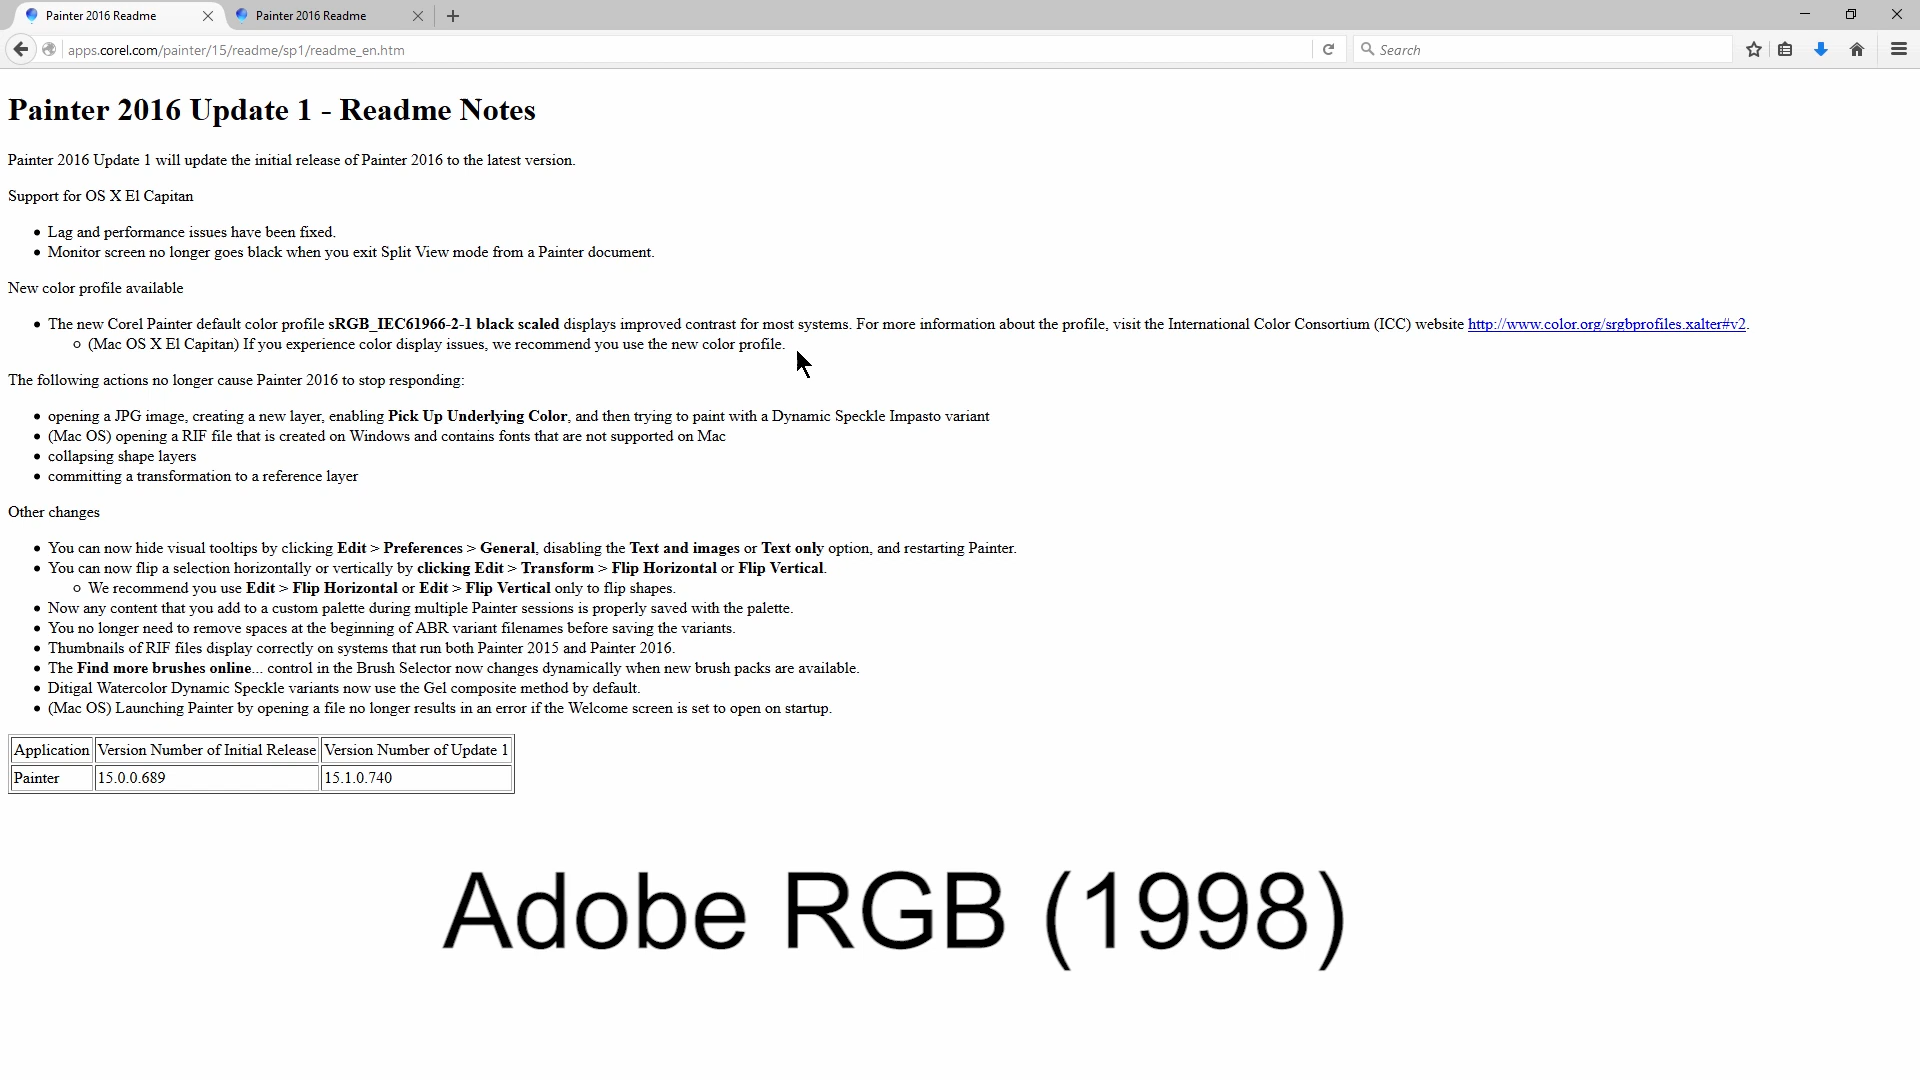 Painter 2016 Readme
Painter 2016 Readme
apps.corel.com/painter/15/readme/sp1/readme_en.htm
Search
Painter 2016 Update 1 - Readme Notes
Painter 2016 Update 1 will update the initial release of Painter 2016 to the latest version.
Support for OS X El Capitan
Lag and performance issues have been fixed.
Monitor screen no longer goes black when you exit Split View mode from a Painter document.
New color profile available
The new Corel Painter default color profile sRGB_IEC61966-2-1 black scaled displays improved contrast for most systems. For more information about the profile, visit the International Color Consortium (ICC) website http://www.color.org/srgbprofiles.xalter#v2.
(Mac OS X El Capitan) If you experience color display issues, we recommend you use the new color profile.
The following actions no longer cause Painter 2016 to stop responding:
opening a JPG image, creating a new layer, enabling Pick Up Underlying Color, and then trying to paint with a Dynamic Speckle Impasto variant
(Mac OS) opening a RIF file that is created on Windows and contains fonts that are not supported on Mac
collapsing shape layers
committing a transformation to a reference layer
Other changes
You can now hide visual tooltips by clicking Edit > Preferences > General, disabling the Text and images or Text only option, and restarting Painter.
You can now flip a selection horizontally or vertically by clicking Edit > Transform > Flip Horizontal or Flip Vertical.
We recommend you use Edit > Flip Horizontal or Edit > Flip Vertical only to flip shapes.
Now any content that you add to a custom palette during multiple Painter sessions is properly saved with the palette.
You no longer need to remove spaces at the beginning of ABR variant filenames before saving the variants.
Thumbnails of RIF files display correctly on systems that run both Painter 2015 and Painter 2016.
The Find more brushes online... control in the Brush Selector now changes dynamically when new brush packs are available.
Ditigal Watercolor Dynamic Speckle variants now use the Gel composite method by default.
(Mac OS) Launching Painter by opening a file no longer results in an error if the Welcome screen is set to open on startup.
Application Version Number of Initial Release Version Number of Update 1
Painter 15.0.0.689 15.1.0.740
Adobe RGB (1998)